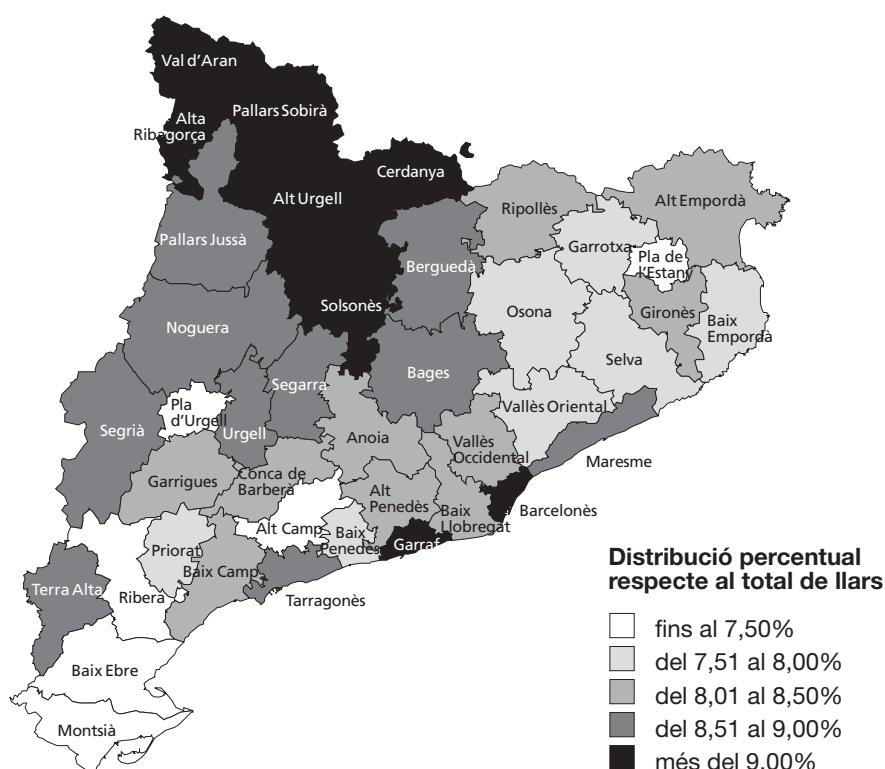 Val d'Aran
Pallars Sobirà
Alta
Ribagorça
Cerdanya
Alt Urgell
Ripollès
Alt Empordà
Pallars Jussà
Berguedà
Garrotxa
Pla de
l'Estany
Solsonès
Osona
Gironès
Baix
Empordà
Noguera
Selva
Bages
Segarra
Pla
d'Urgell
Urgell
Segrià
Vallès Oriental
Anoia
Vallès
Occidental
Maresme
Garrigues
Conca de
Barberà
Alt
Penedès
Baix
Llobregat
Barcelonès
Alt Camp
Baix
Penedès
Garraf
Priorat
Baix Camp
Terra Alta
Ribera
Tarragonès
Baix Ebre
Montsià
Distribució percentual
respecte al total de llars
fins al 7,50%
del 7,51 al 8,00%
del 8,01 al 8,50%
del 8,51 al 9,00%
més del 9,00%